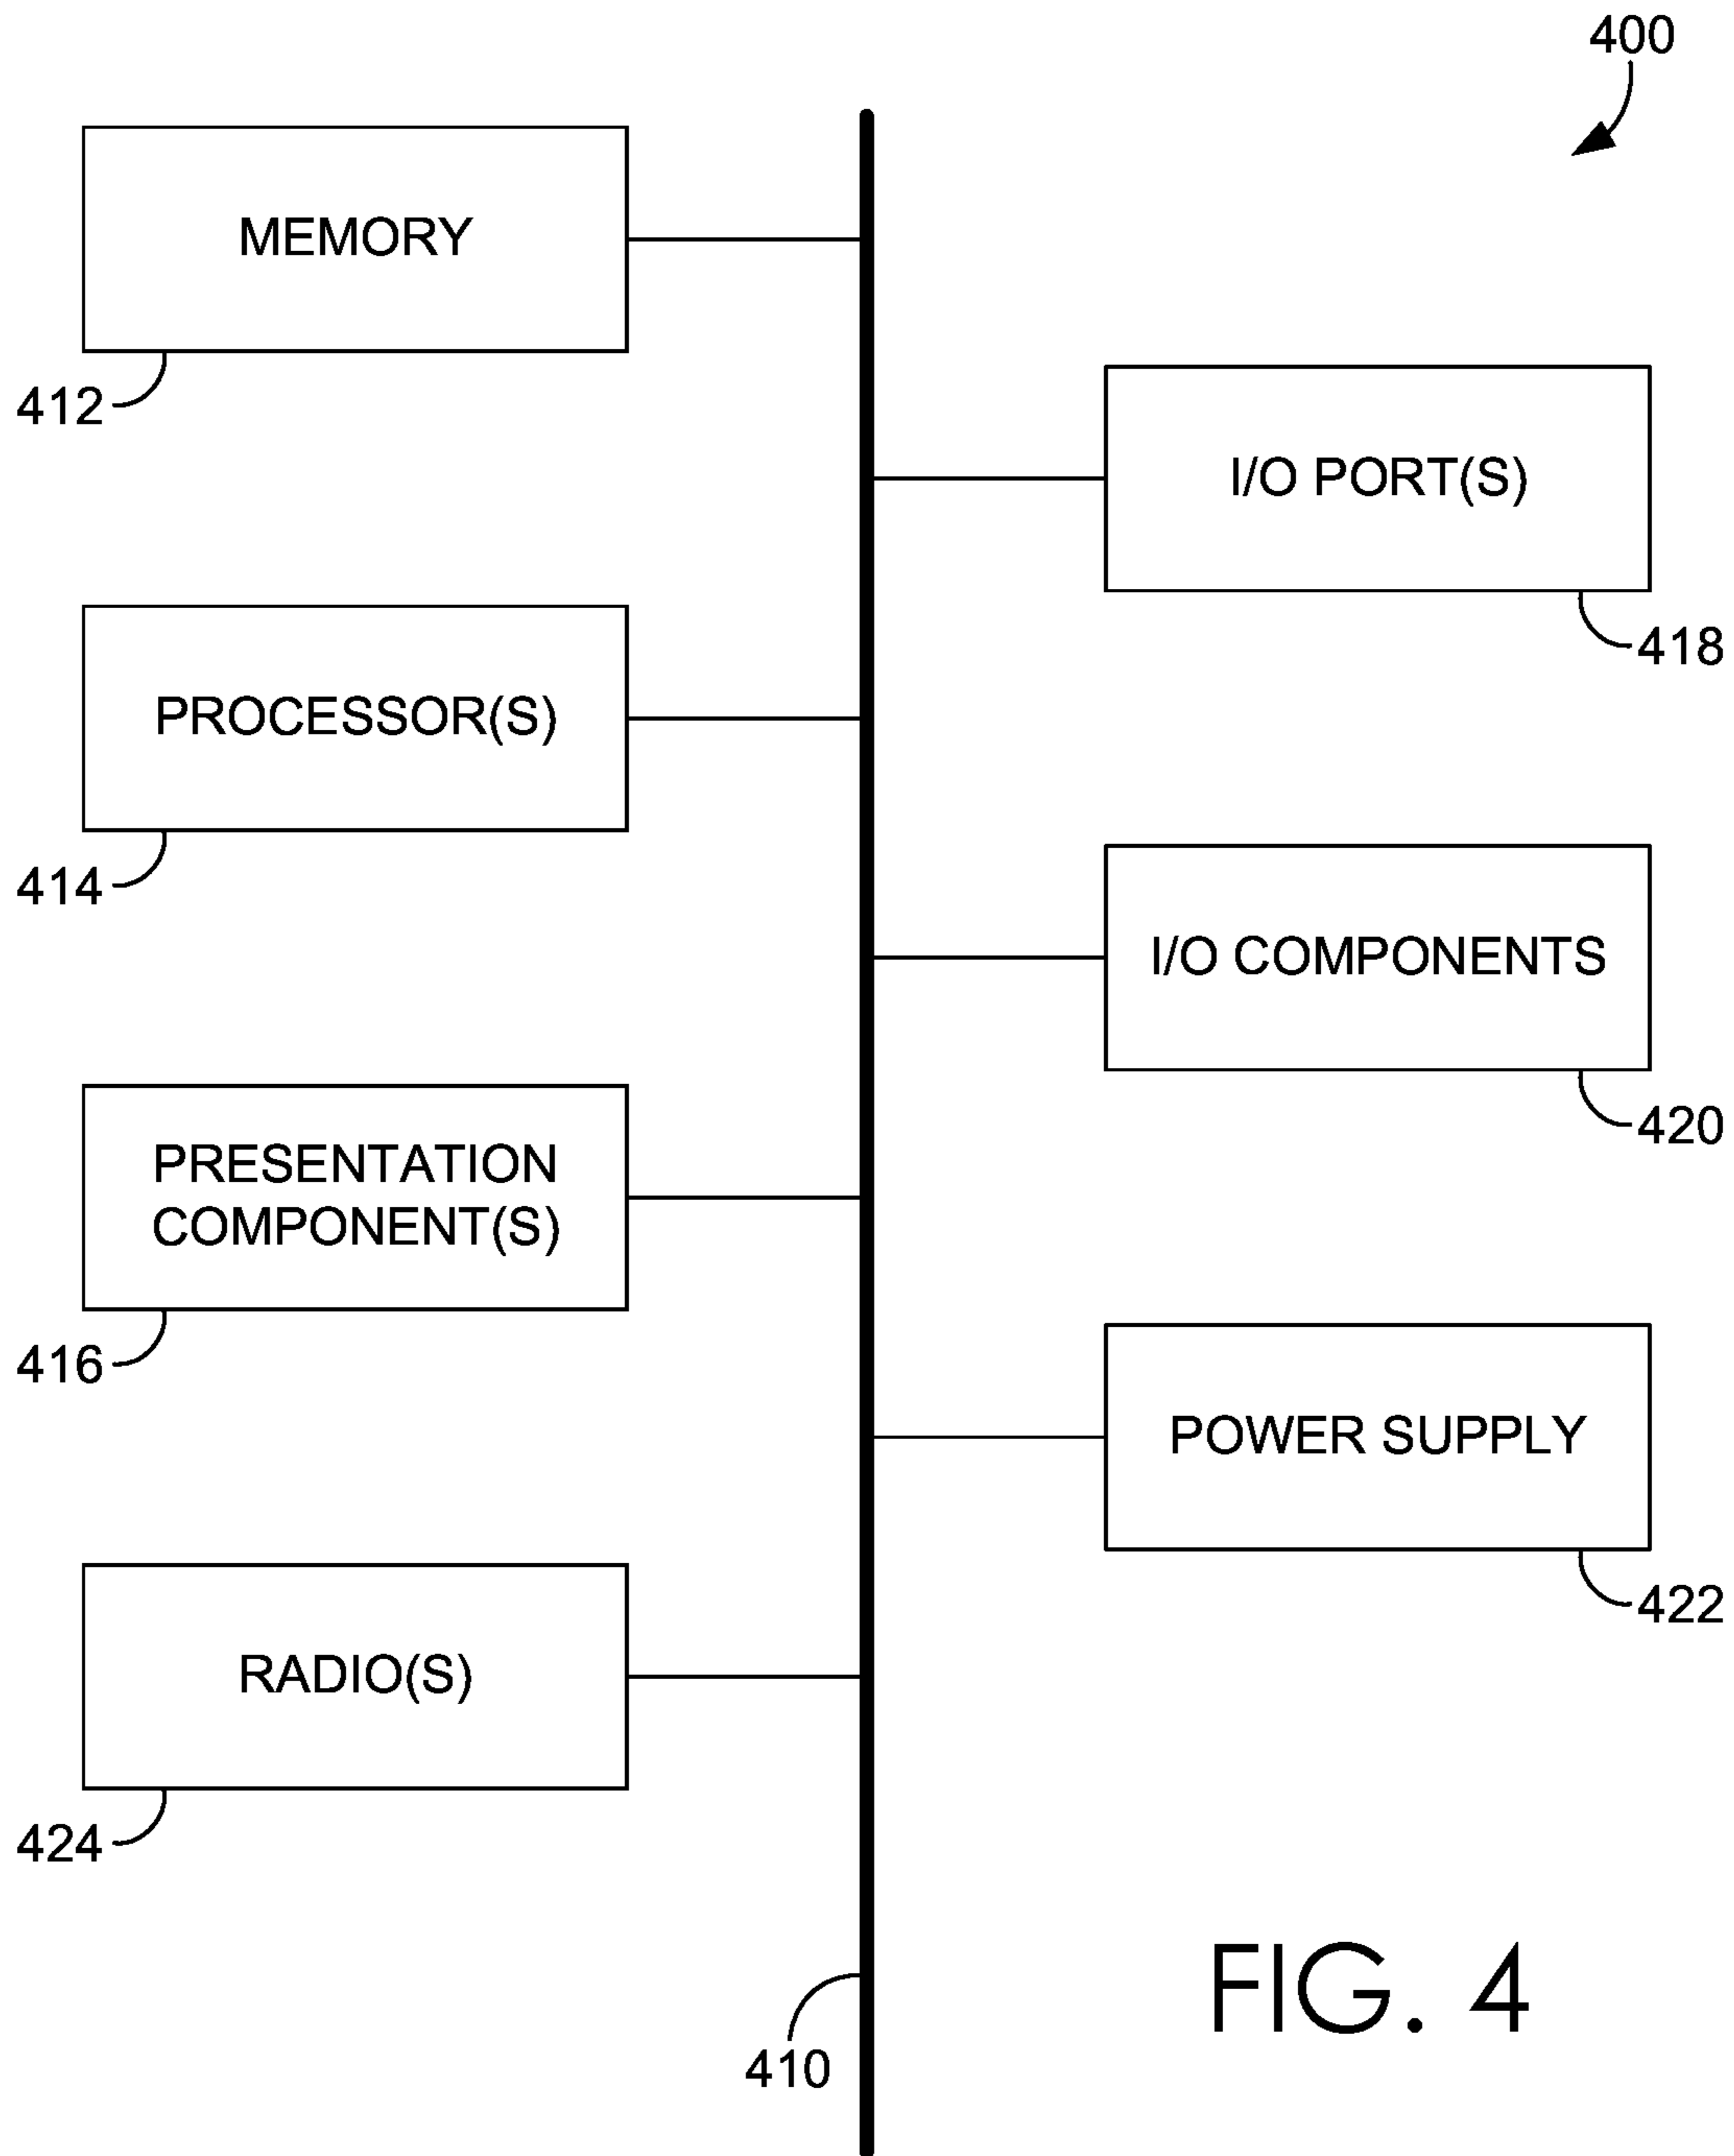 400
MEMORY
412
I/O PORT(S)
418
PROCESSOR(S)
414
I/O COMPONENTS
420
PRESENTATION
COMPONENT(S)
416
POWER SUPPLY
422
RADIO(S)
424
410
FIG. 4